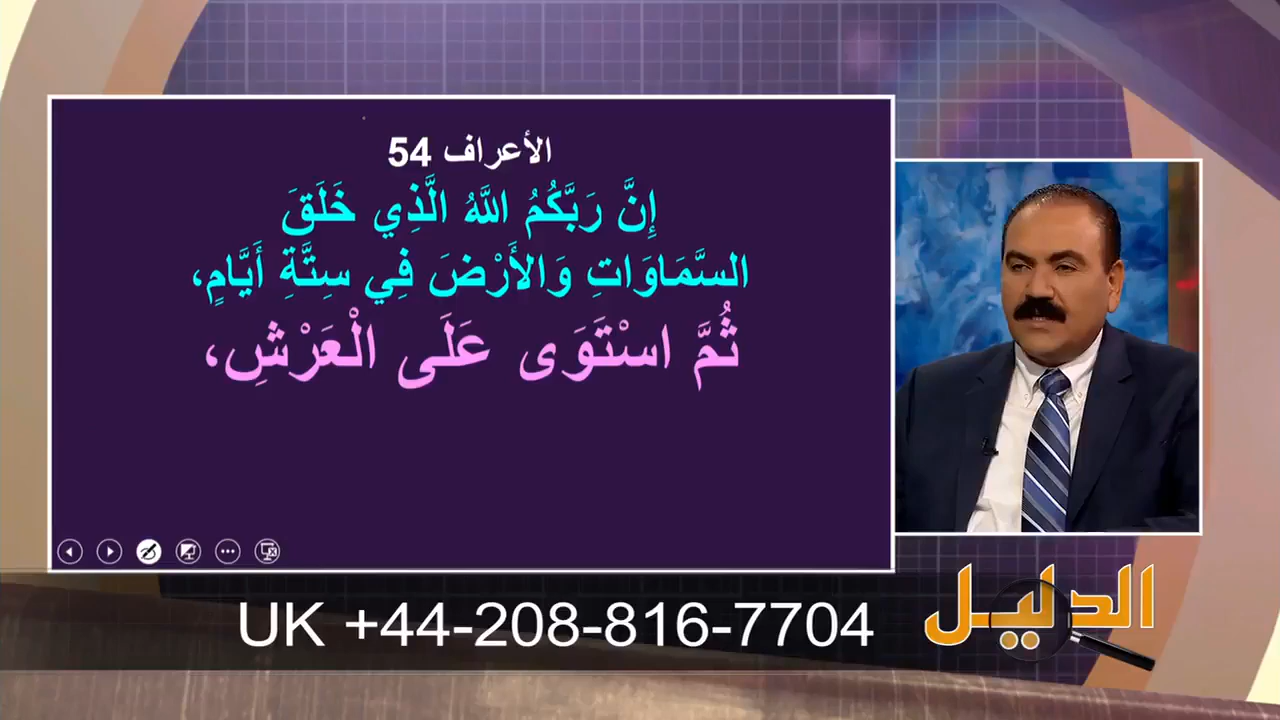 الأعراف 54
إِنَّ رَبَّكُمُ اللَّهُ الَّذِي خَلَقَ
السَّمَاوَاتِ وَالأَرْضَ فِي سِتَّةِ أَيَّامٍ،
ثُمَّ اسْتَوَى عَلَى الْعَرْشِ،
UK +44-208-816-7704
الدليل